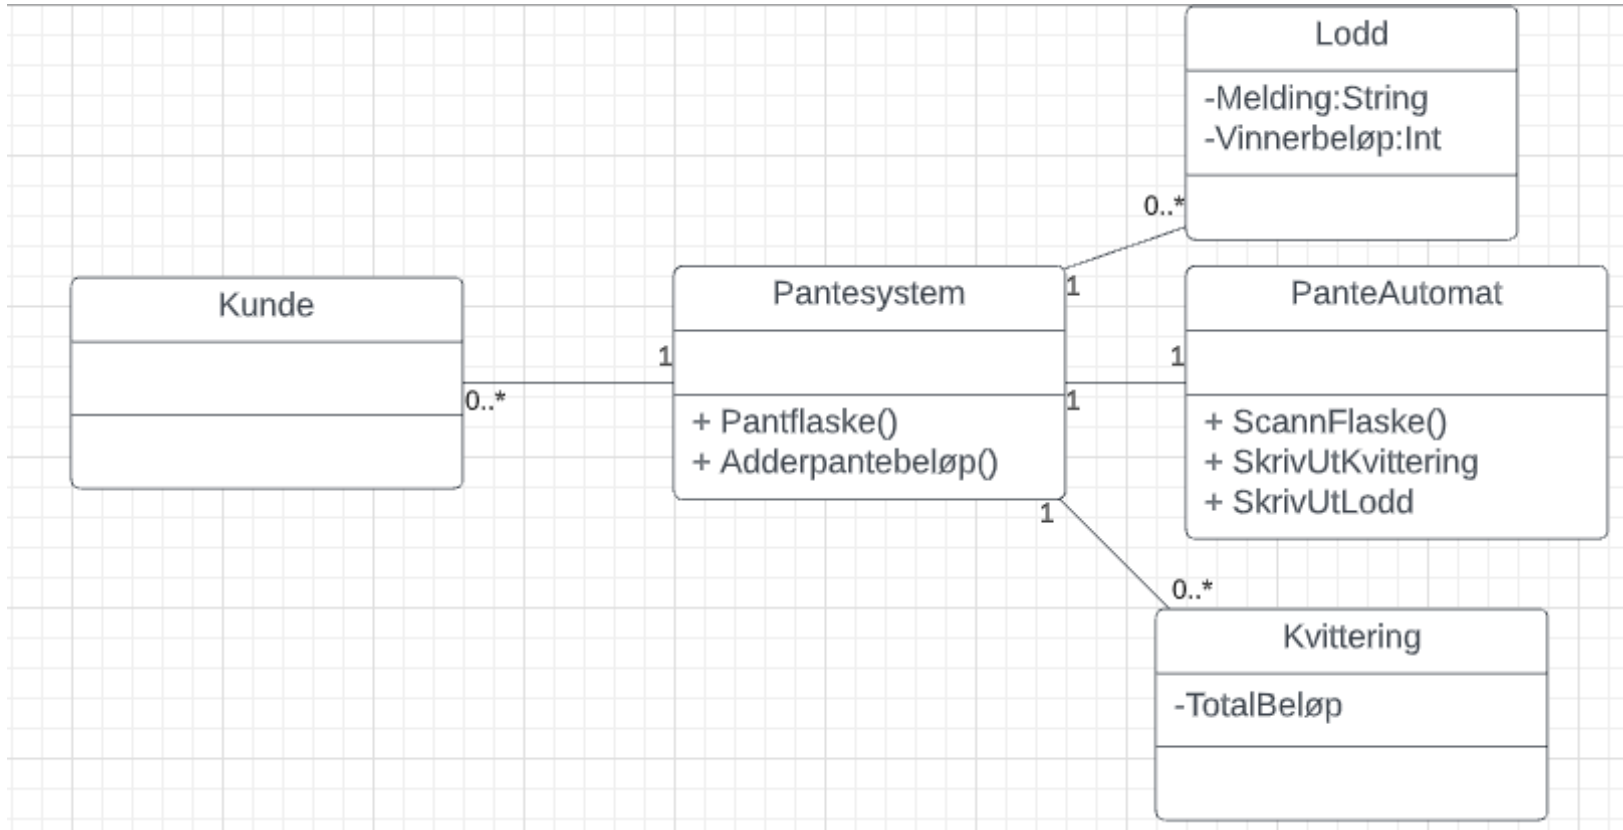 Lodd
-Melding:String
-Vinnerbeløp:Int
0..*
1
Kunde
0..*
1
Pantesystem
+ Pantflaske()
+ Adderpantebeløp()
1
1
PanteAutomat
+ ScannFlaske()
+ SkrivUtKvittering
+ SkrivUtLodd
1
0..*
Kvittering
-TotalBeløp